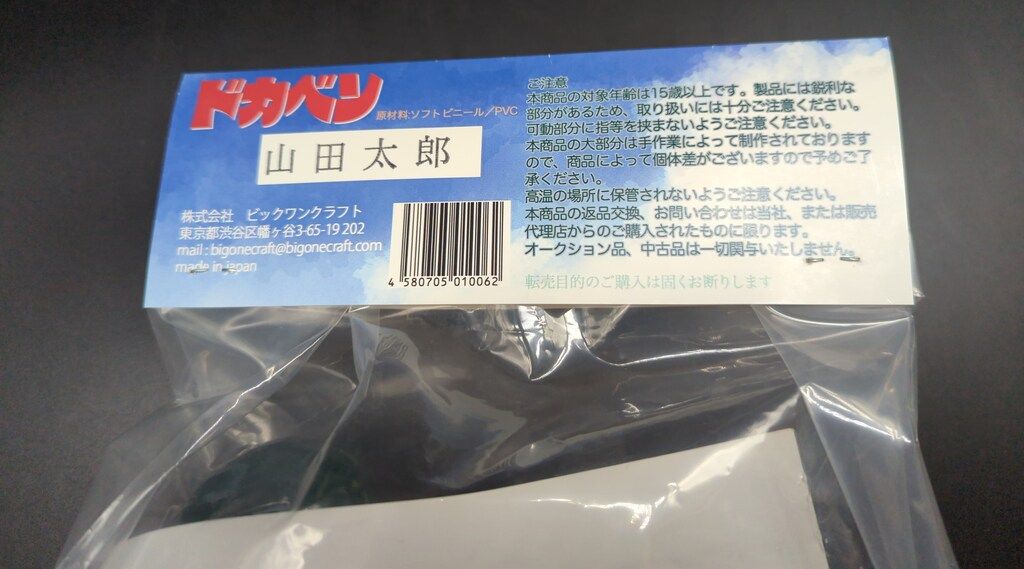 ドカベン
原材料:ソフトビニール/PVC
山田太郎
株式会社 ビックワンクラフト
東京都渋谷区幡ヶ谷3-65-19 202
mail : bigonecraft@bigonecraft.com
made in japan
4 580705 010062
ご注意
本商品の対象年齢は15歳以上です。製品には鋭利な
部分があるため、取り扱いには十分ご注意ください。
可動部分に指等を挟まないようご注意ください。
本商品の大部分は手作業によって制作されております
ので、商品によって個体差がございますので予めご了
承ください。
高温の場所に保管されないようご注意ください。
本商品の返品交換、お問い合わせは当社、または販売
代理店からのご購入されたものに限ります。
オークション品、中古品は一切関与いたしません。
転売目的のご購入は固くお断りします